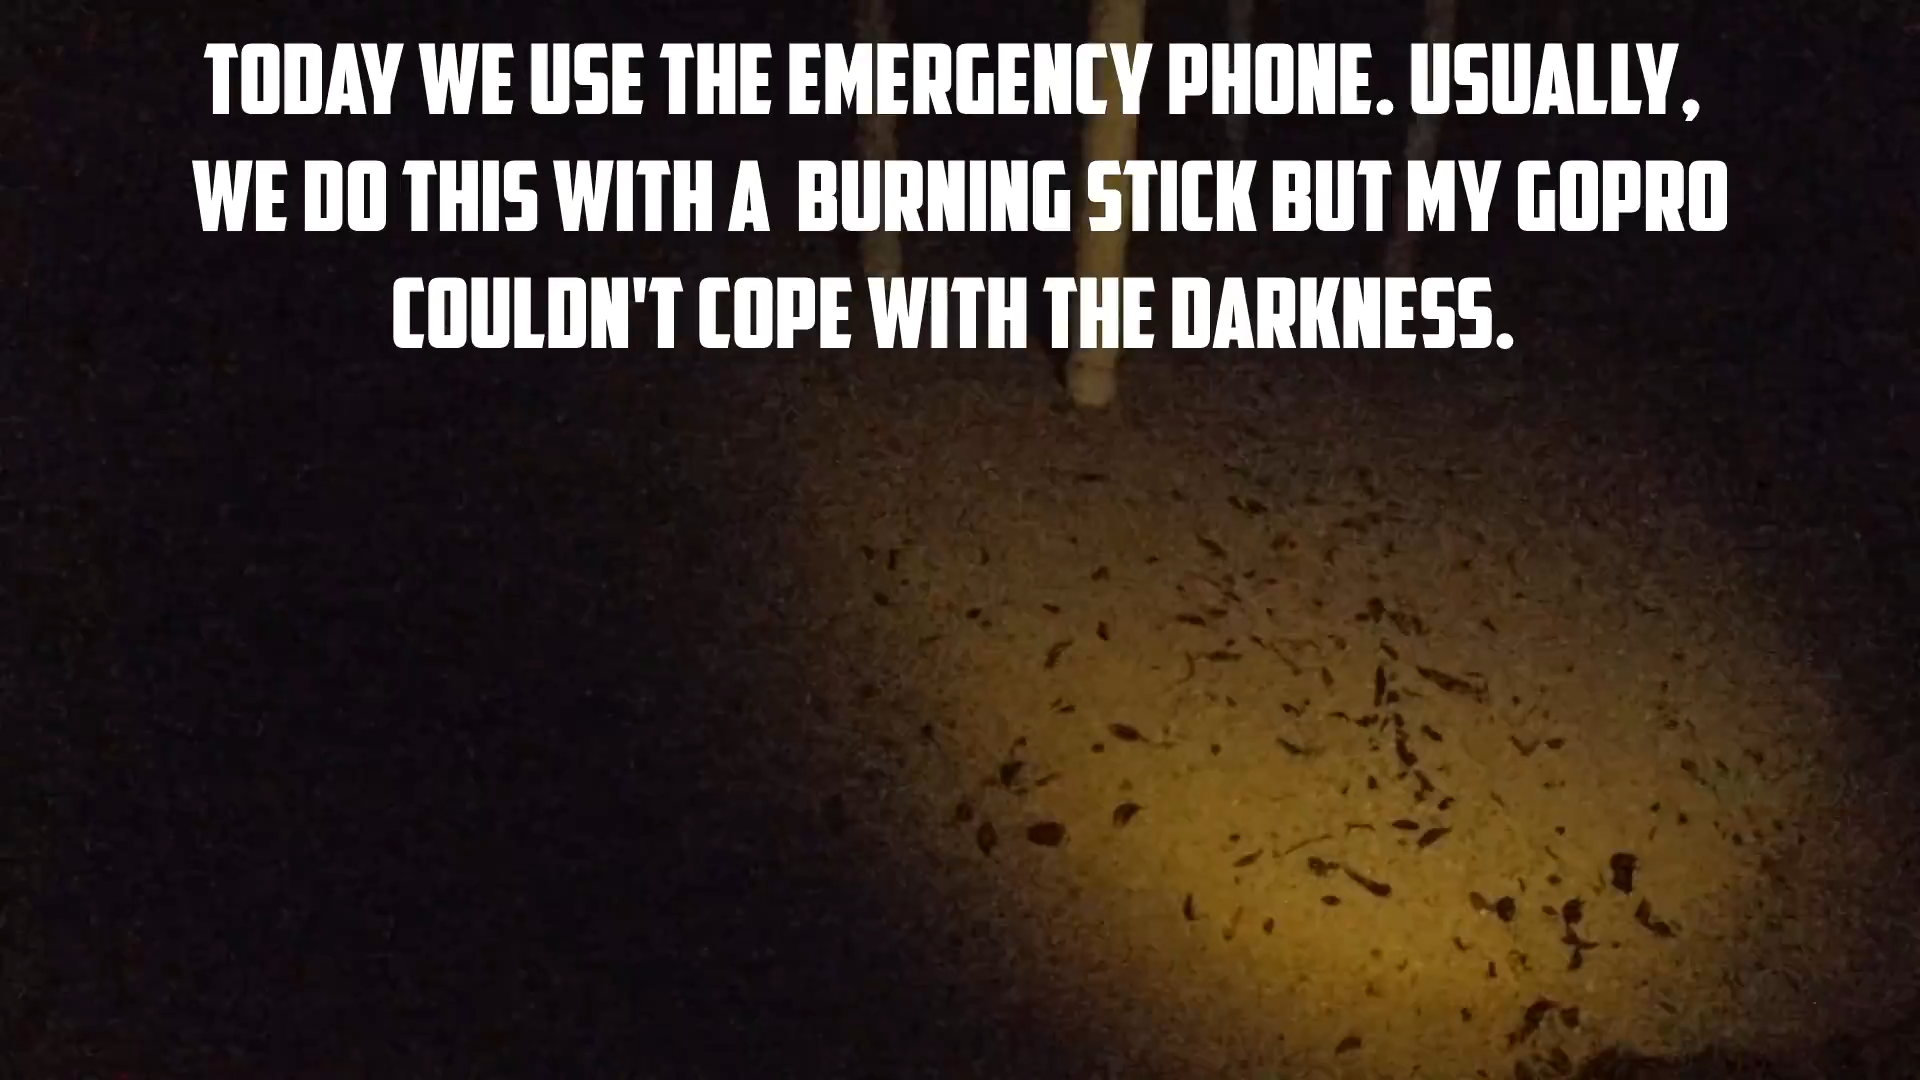 TODAY WE USE THE EMERGENCY PHONE. USUALLY,
WE DO THIS WITH A BURNING STICK BUT MY GOPRO
COULDN'T COPE WITH THE DARKNESS.